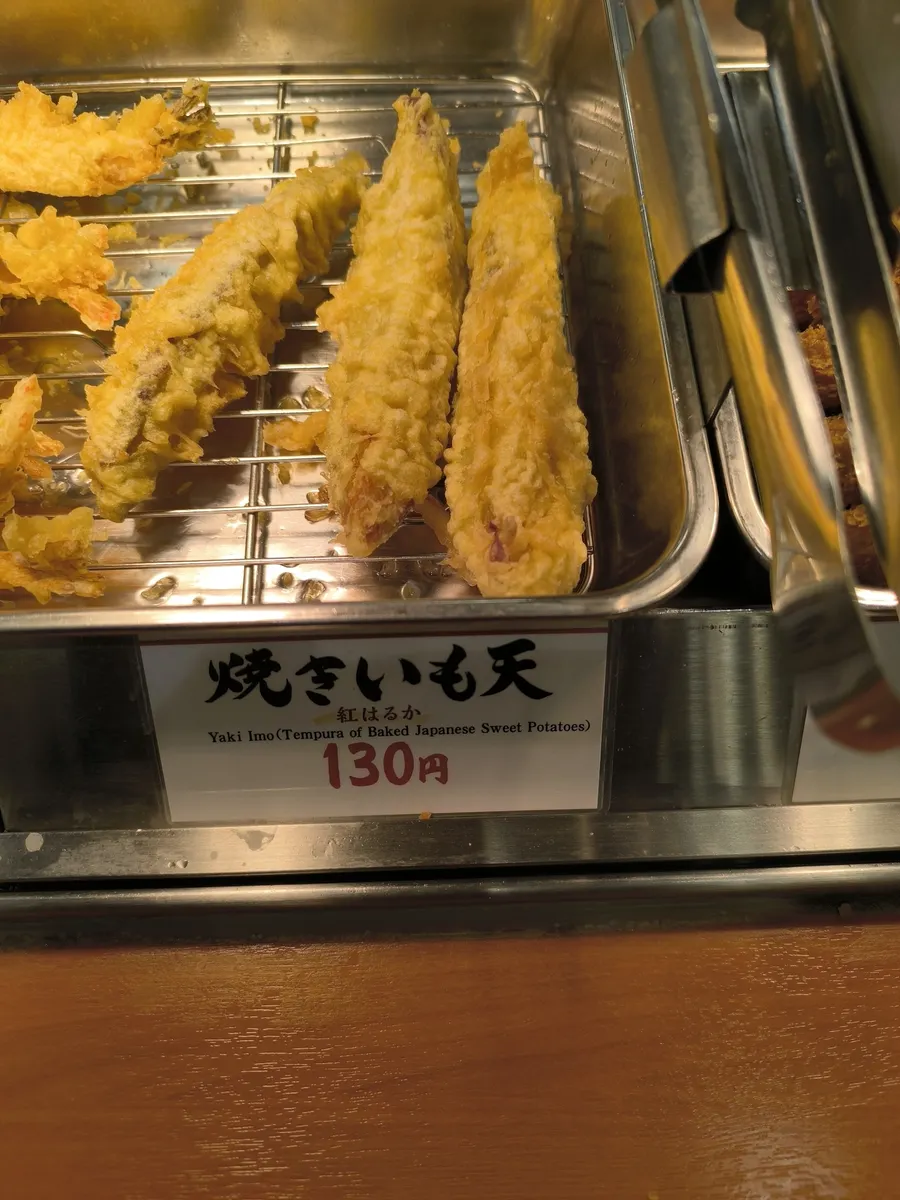 焼きいも天
紅はるか
Yaki Imo(Tempura of Baked Japanese Sweet Potatoes)
130円